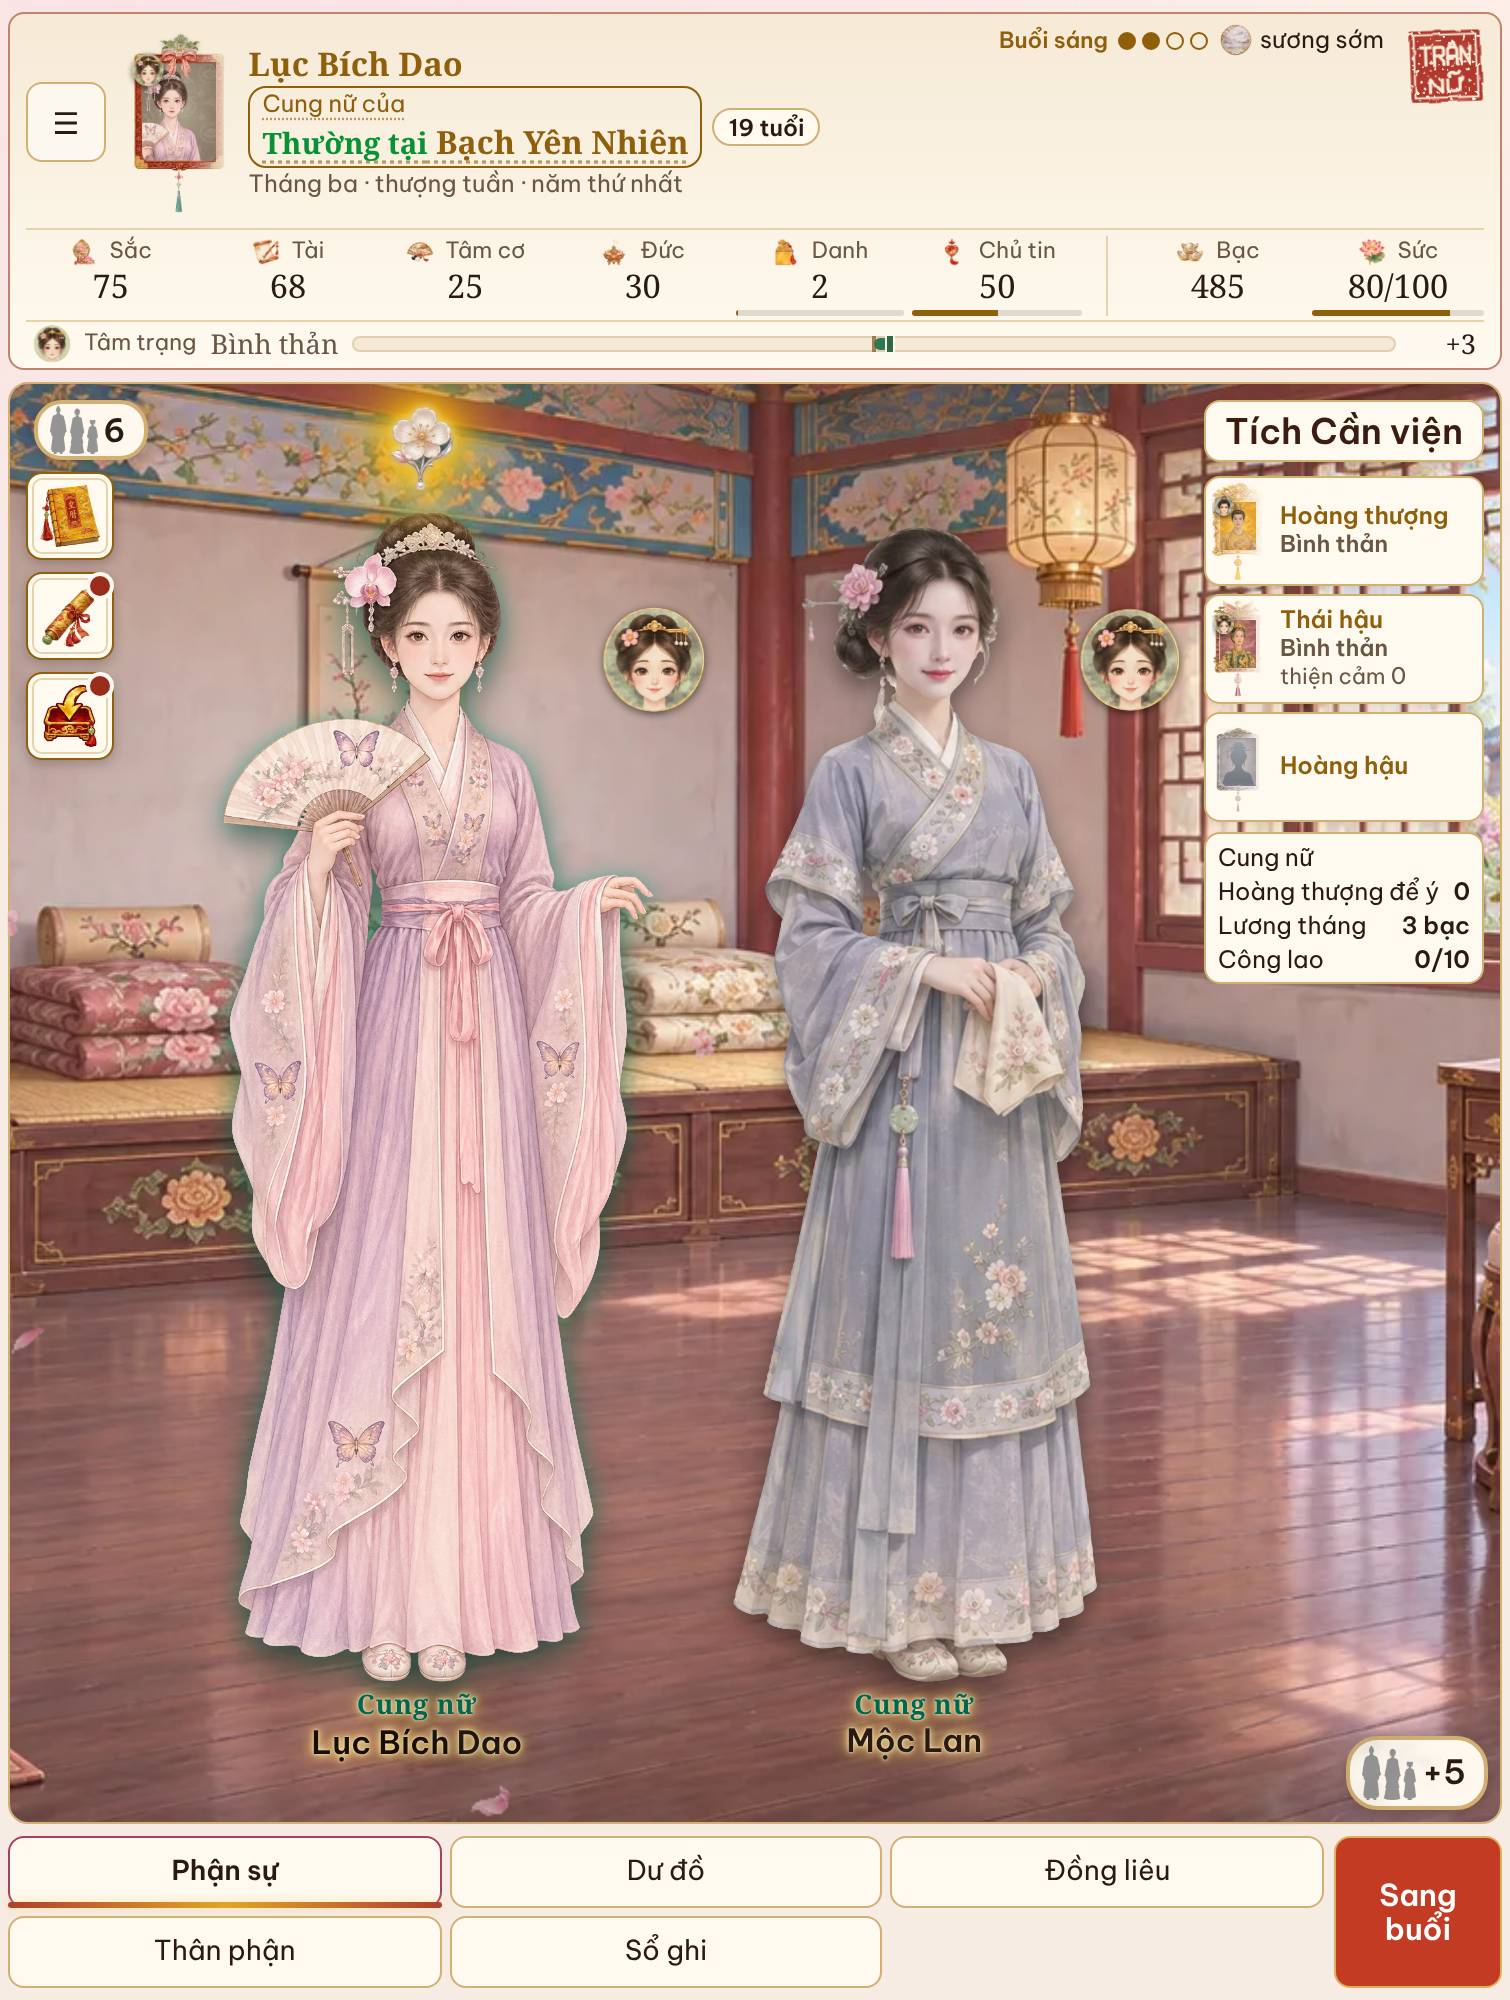 Buổi sáng
sương sớm
TRÂN
NỮ
☰
Lục Bích Dao
Cung nữ của
Thường tại Bạch Yên Nhiên
19 tuổi
Tháng ba · thượng tuần · năm thứ nhất
Sắc
75
Tài
68
Tâm cơ
25
Đức
30
Danh
2
Chủ tin
50
Bạc
485
Sức
80/100
Tâm trạng
Bình thản
+3
6
Tích Cần viện
Hoàng thượng
Bình thản
Thái hậu
Bình thản
thiện cảm 0
Hoàng hậu
Cung nữ
Hoàng thượng để ý 0
Lương tháng 3 bạc
Công lao 0/10
Cung nữ
Lục Bích Dao
Cung nữ
Mộc Lan
+5
Phận sự
Dư đồ
Đồng liêu
Thân phận
Sổ ghi
Sang
buổi